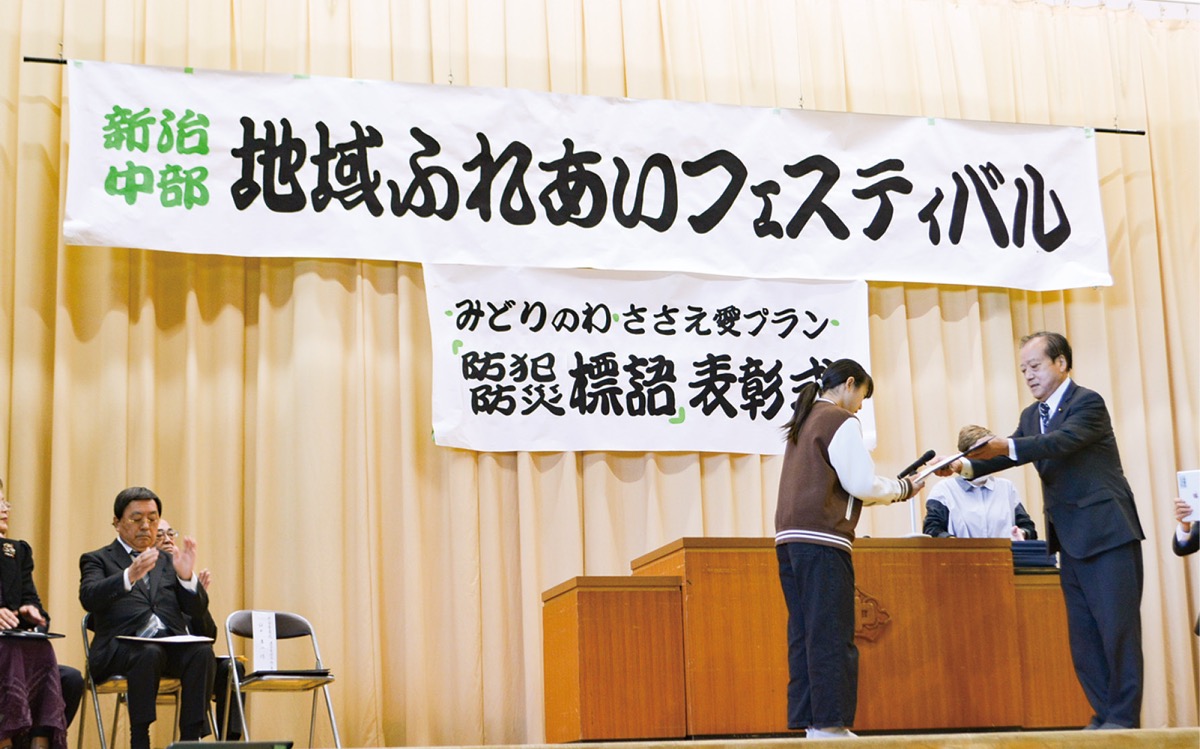 新治
中部
地域ふれあいフェスティバル
・みどりのわ・ささえ愛プラン・
「防犯
防災
標語」表彰式